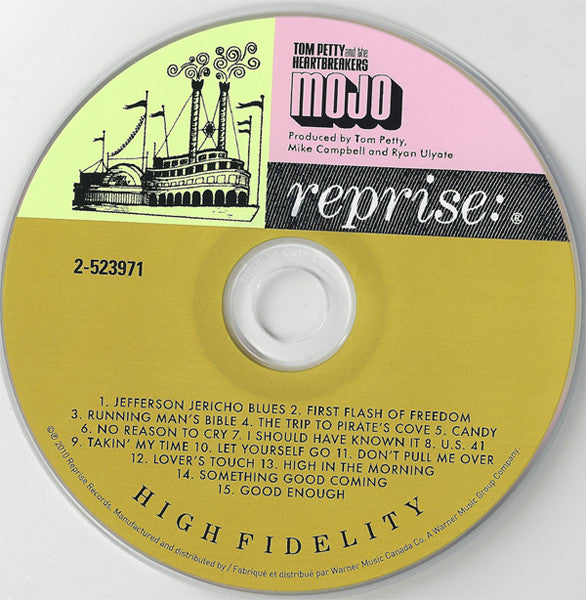 TOM PETTY and the
HEARTBREAKERS
MOJO
Produced by Tom Petty,
Mike Campbell and Ryan Ulyate
reprise: ®
2-523971
1. JEFFERSON JERICHO BLUES 2. FIRST FLASH OF FREEDOM
3. RUNNING MAN'S BIBLE 4. THE TRIP TO PIRATE'S COVE 5. CANDY
6. NO REASON TO CRY 7. I SHOULD HAVE KNOWN IT 8. U.S. 41
9. TAKIN' MY TIME 10. LET YOURSELF GO 11. DON'T PULL ME OVER
12. LOVER'S TOUCH 13. HIGH IN THE MORNING
14. SOMETHING GOOD COMING
15. GOOD ENOUGH
HIGH FIDELITY
©℗ 2010 Reprise Records. Manufactured and distributed by / Fabriqué et distribué par Warner Music Canada Co. A Warner Music Group Company.